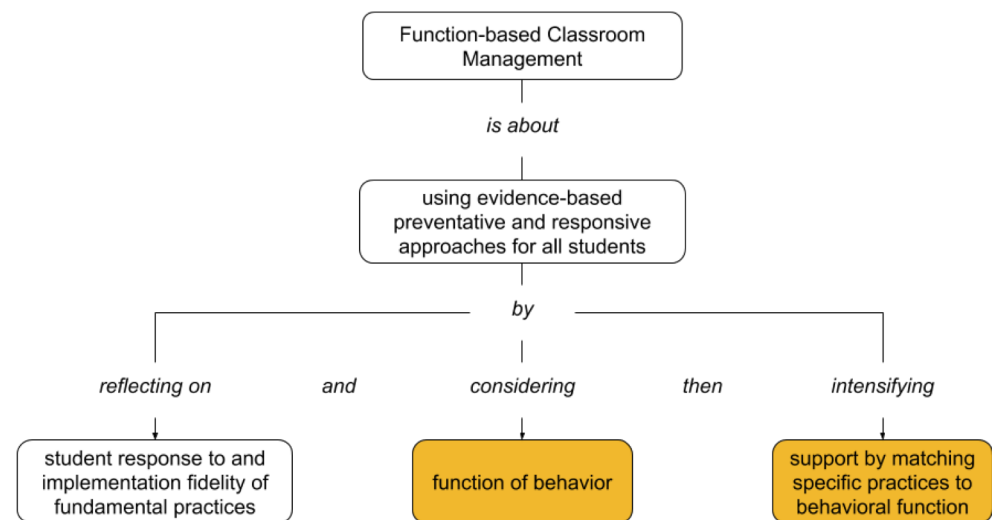 Function-based Classroom
Management
is about
using evidence-based
preventative and responsive
approaches for all students
by
reflecting on and considering then intensifying
student response to and
implementation fidelity of
fundamental practices
function of behavior
support by matching
specific practices to
behavioral function